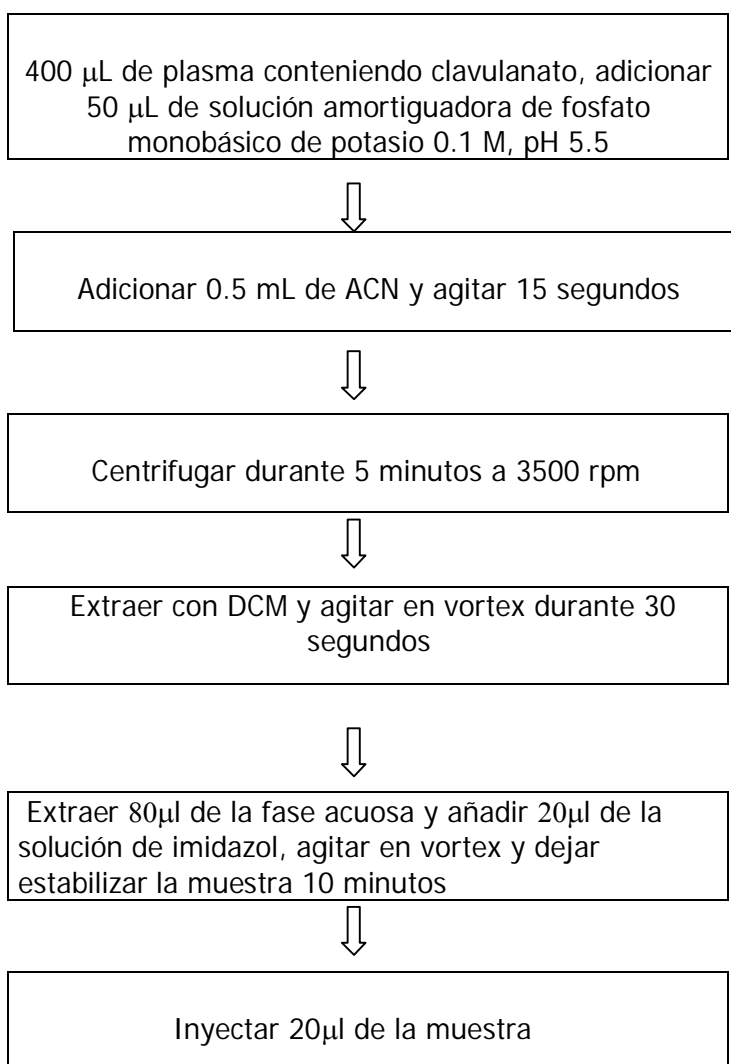 400 μL de plasma conteniendo clavulanato, adicionar
50 μL de solución amortiguadora de fosfato
monobásico de potasio 0.1 M, pH 5.5
Adicionar 0.5 mL de ACN y agitar 15 segundos
Centrifugar durante 5 minutos a 3500 rpm
Extraer con DCM y agitar en vortex durante 30
segundos
Extraer 80μl de la fase acuosa y añadir 20μl de la
solución de imidazol, agitar en vortex y dejar
estabilizar la muestra 10 minutos
Inyectar 20μl de la muestra